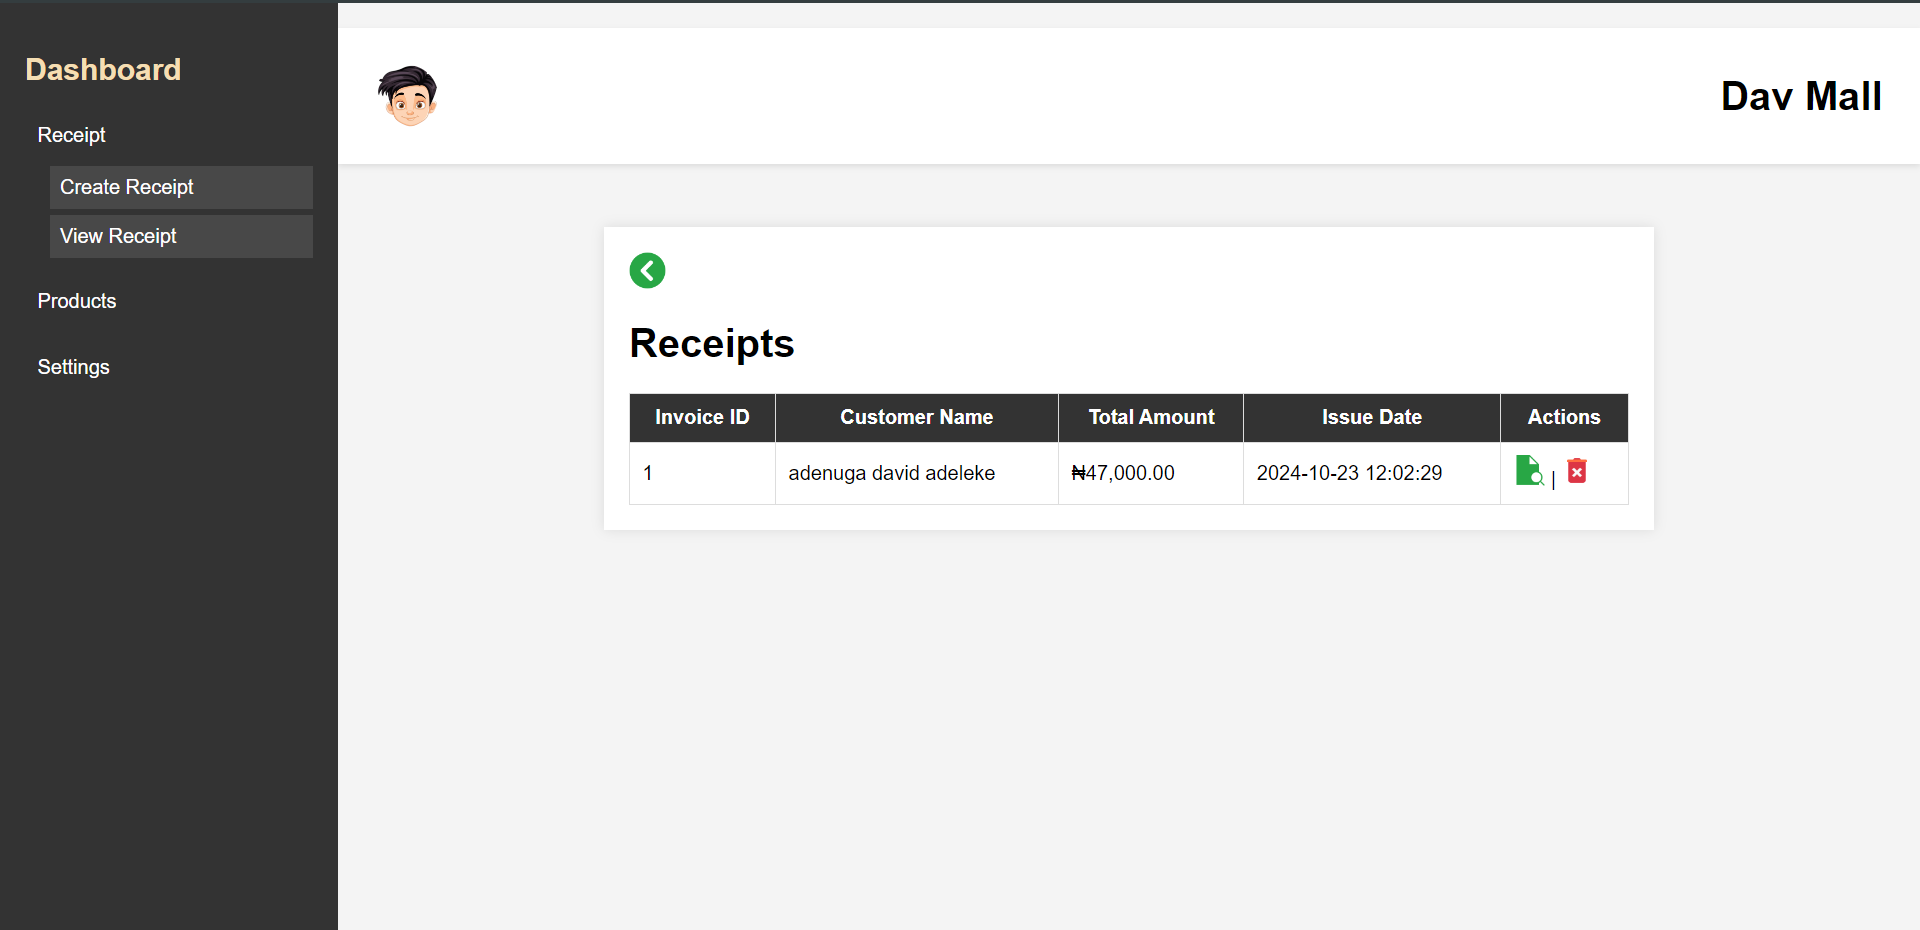 Dashboard
Receipt
Create Receipt
View Receipt
Products
Settings
Dav Mall
Receipts
Invoice ID Customer Name Total Amount Issue Date Actions
1 adenuga david adeleke ₦47,000.00 2024-10-23 12:02:29 |